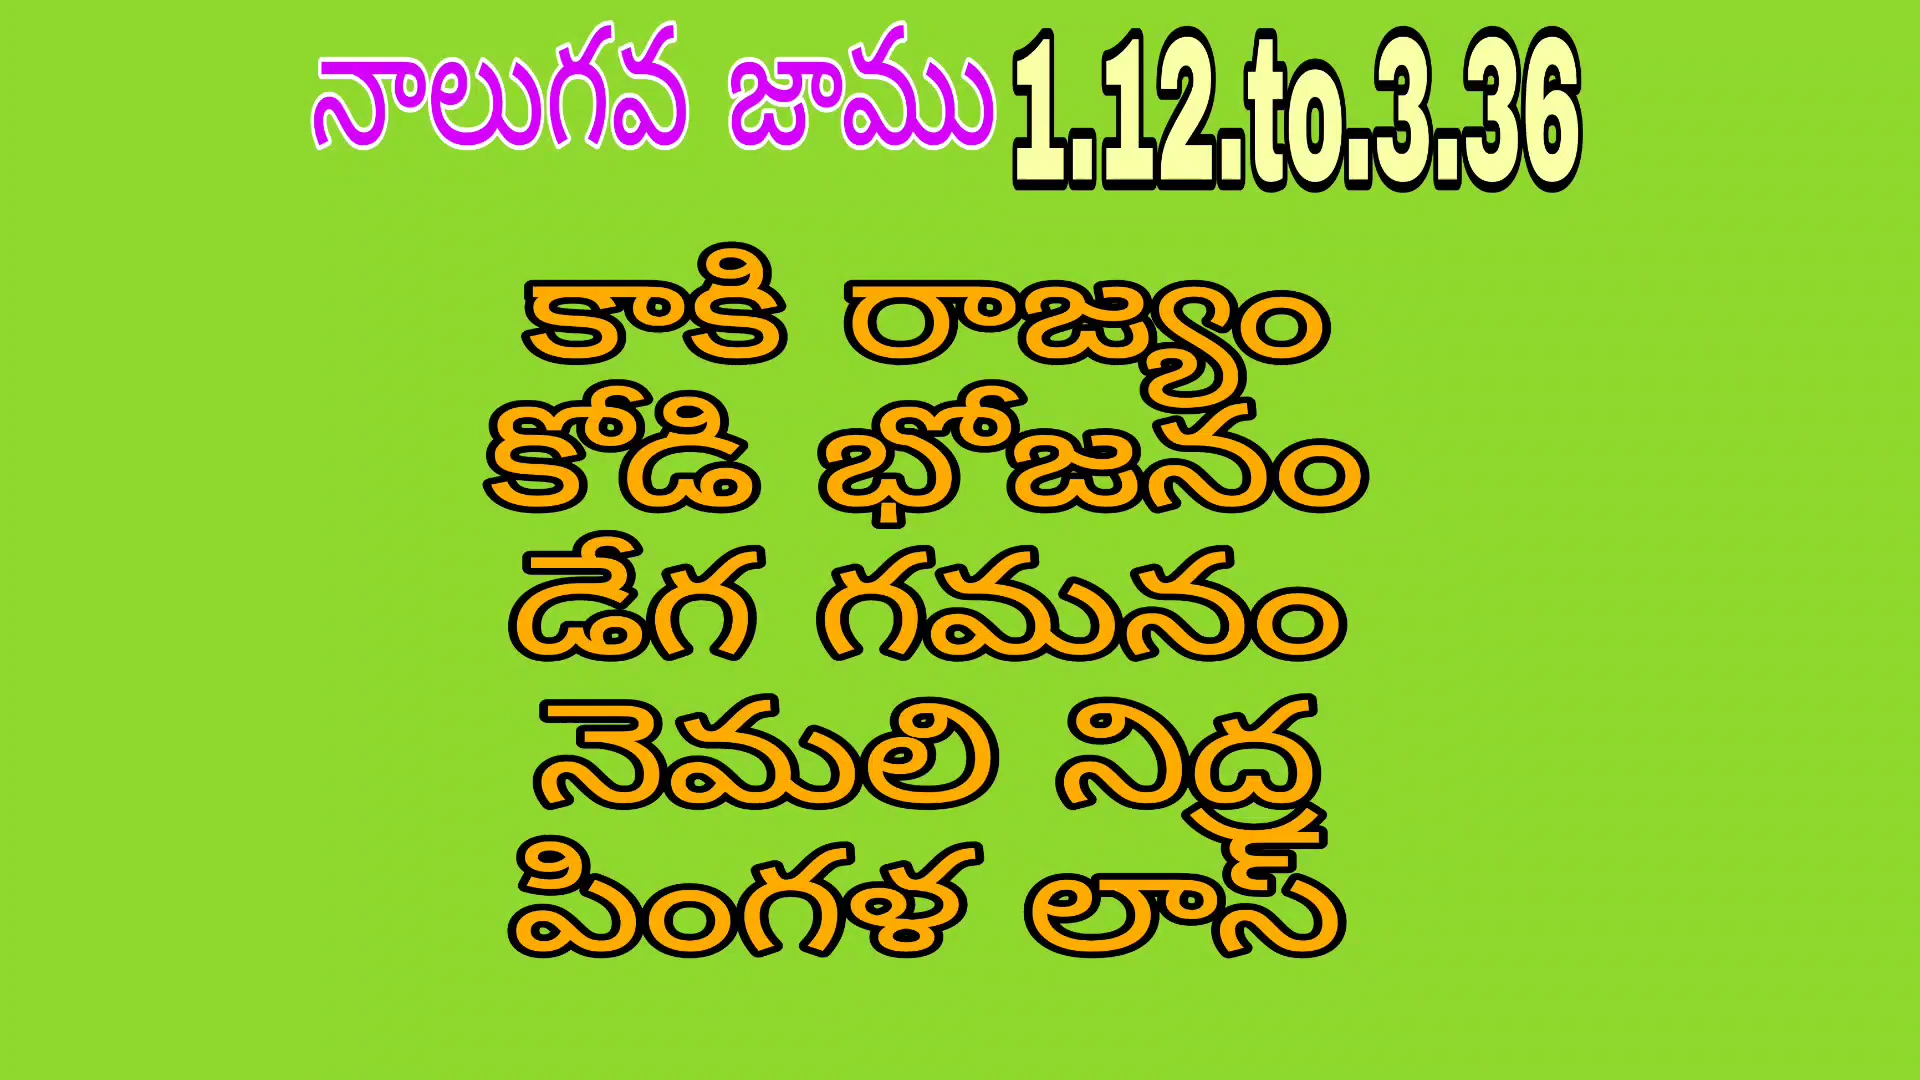 నాలుగవ జాము 1.12.to.3.36
కాకి రాజ్యం
కోడి భోజనం
డేగ గమనం
నెమలి నిద్ర
పింగళ లాస్